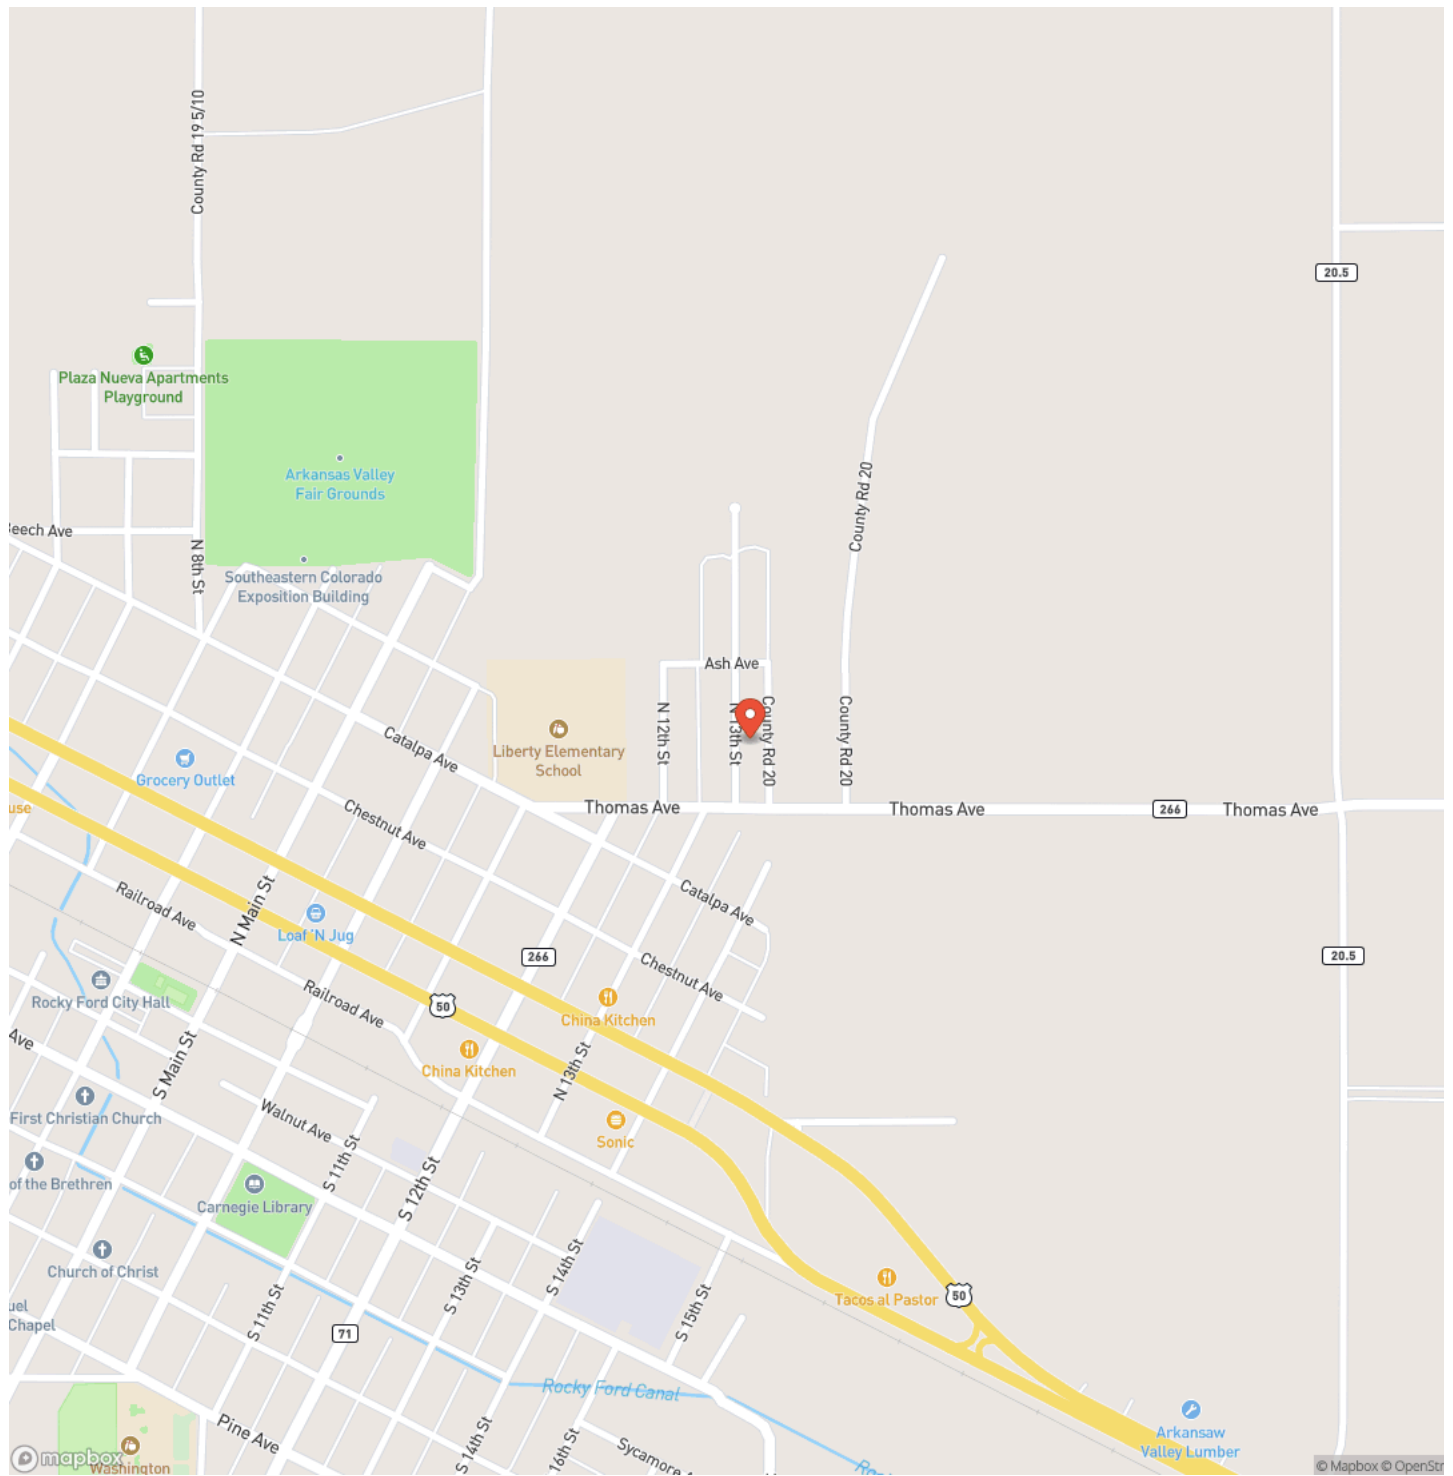 County Rd 19 5/10
20.5
Plaza Nueva Apartments
Playground
Arkansas Valley
Fair Grounds
County Rd 20
Beech Ave
N 8th St
Southeastern Colorado
Exposition Building
Ash Ave
N 12th St
N 13th St
County Rd 20
County Rd 20
Catalpa Ave
Liberty Elementary
School
Grocery Outlet
use
Chestnut Ave
Thomas Ave
Thomas Ave
266
Thomas Ave
Railroad Ave
N Main St
Catalpa Ave
Loaf 'N Jug
266
Chestnut Ave
20.5
Rocky Ford City Hall
Railroad Ave
50
China Kitchen
Ave
S Main St
China Kitchen
N 13th St
First Christian Church
Walnut Ave
Sonic
of the Brethren
S 11th St
S 12th St
Carnegie Library
Church of Christ
S 13th St
S 14th St
S 15th St
Tacos al Pastor
50
uel
Chapel
S 11th St
71
Rocky Ford Canal
Pine Ave
S 14th St
16th St
Sycamore A
Arkansaw
Valley Lumber
mapbox
Washington
Ro
© Mapbox © OpenStr